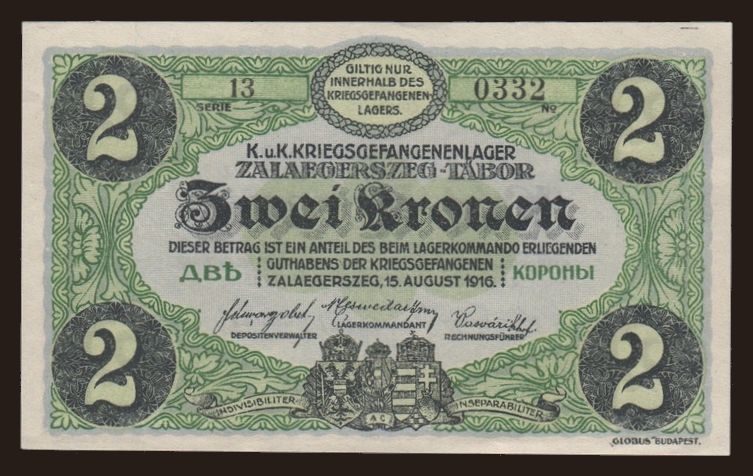 2
2
GILTIG NUR
INNERHALB DES
KRIEGSGEFANGENEN-
LAGERS.
13
SERIE
0332
No
K.u.K.KRIEGSGEFANGENENLAGER
ZALAEGERSZEG-TÁBOR
Zwei Kronen
DIESER BETRAG IST EIN ANTEIL DES BEIM LAGERKOMMANDO ERLIEGENDEN
ДВѢ GUTHABENS DER KRIEGSGEFANGENEN КОРОНЫ
ZALAEGERSZEG, 15. AUGUST 1916.
DEPOSITENVERWALTER LAGERKOMMANDANT RECHNUNGSFÜHRER
2
2
INDIVISIBILITER AC INSEPARABILITER
"GLOBUS" BUDAPEST.